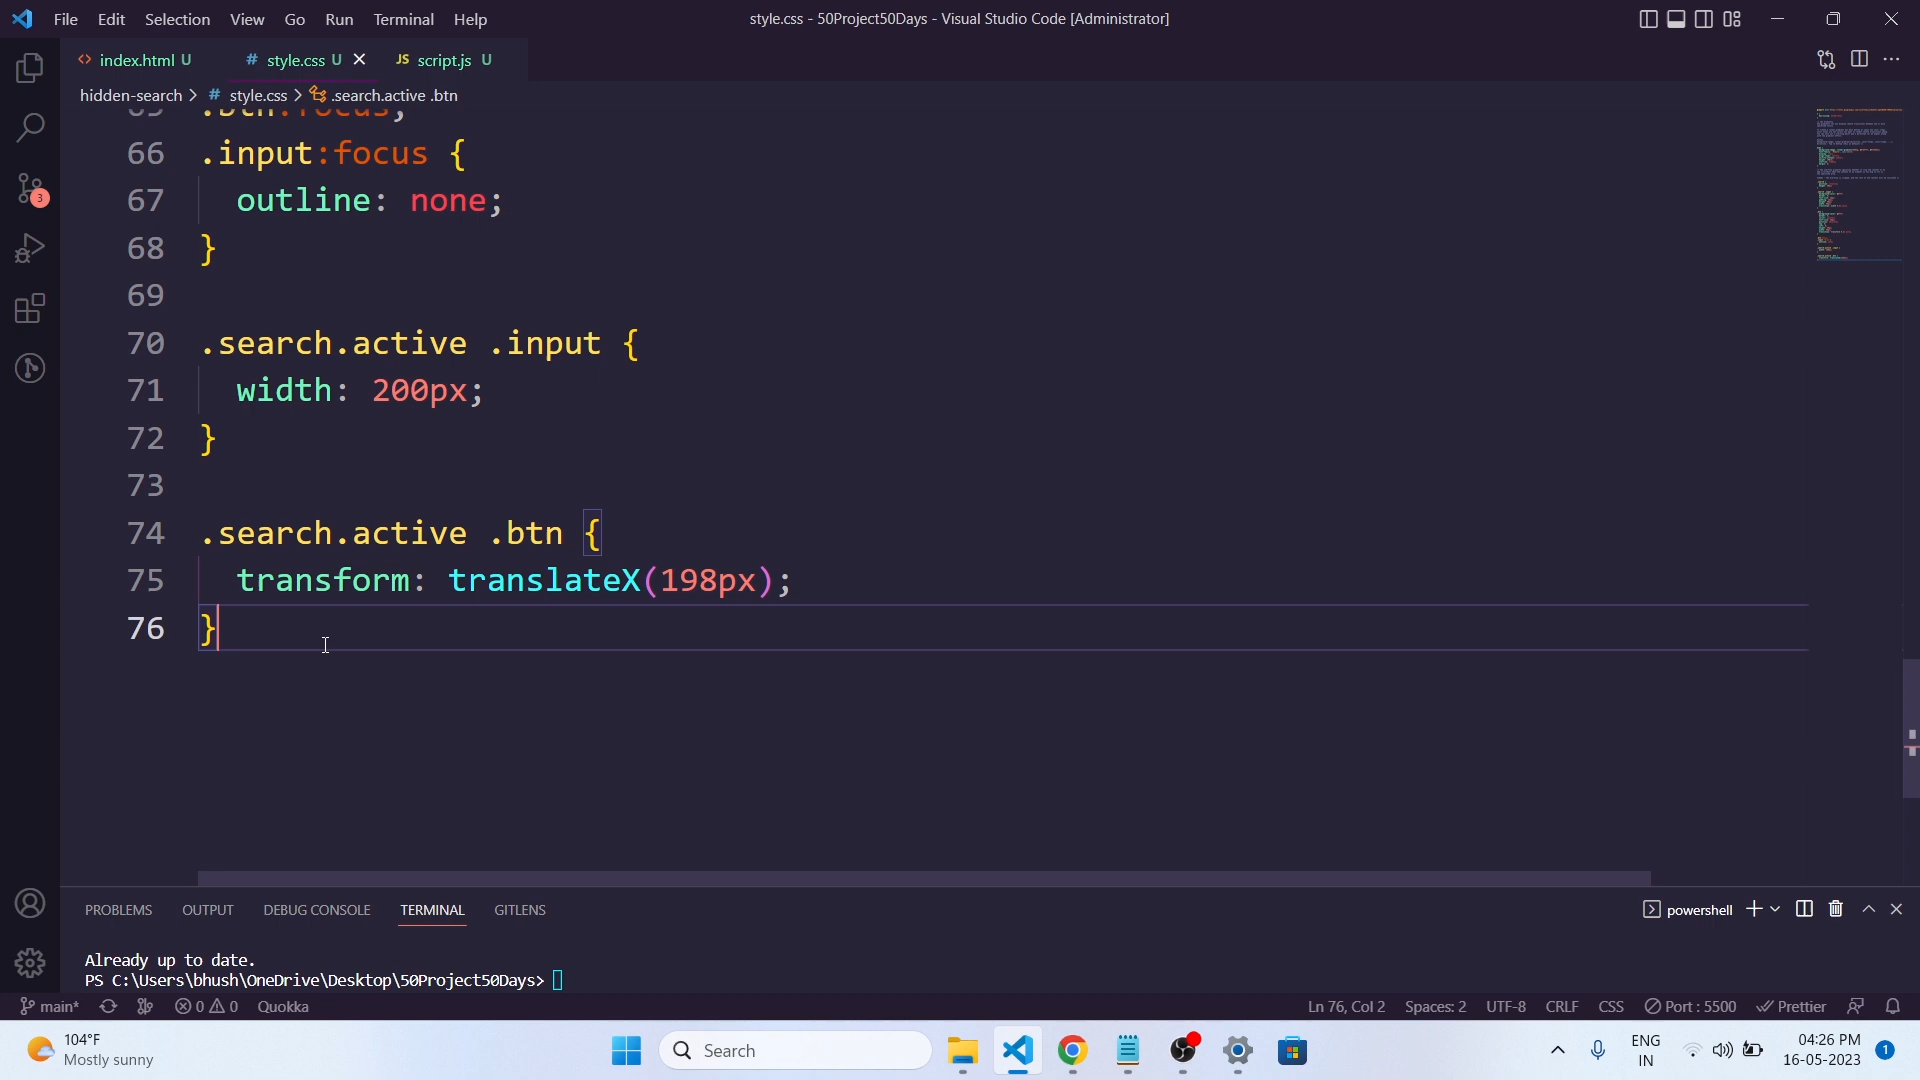 File Edit Selection View Go Run Terminal Help
style.css - 50Project50Days - Visual Studio Code [Administrator]
<> index.html U
# style.css U
JS script.js U
hidden-search > # style.css > .search.active .btn
65 .btn:focus,
66 .input:focus {
67 outline: none;
68 }
69
70 .search.active .input {
71 width: 200px;
72 }
73
74 .search.active .btn {
75 transform: translateX(198px);
76 }
3
PROBLEMS OUTPUT DEBUG CONSOLE TERMINAL GITLENS
powershell
Already up to date.
PS C:\Users\bhush\OneDrive\Desktop\50Project50Days>
main* 0 0 Quokka
Ln 76, Col 2 Spaces: 2 UTF-8 CRLF CSS Port : 5500 Prettier
104°F
Mostly sunny
Search
ENG
IN
04:26 PM
16-05-2023
1